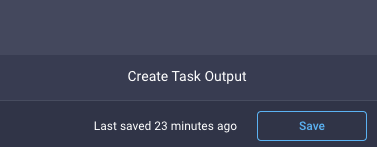 Create Task Output
Last saved 23 minutes ago
Save